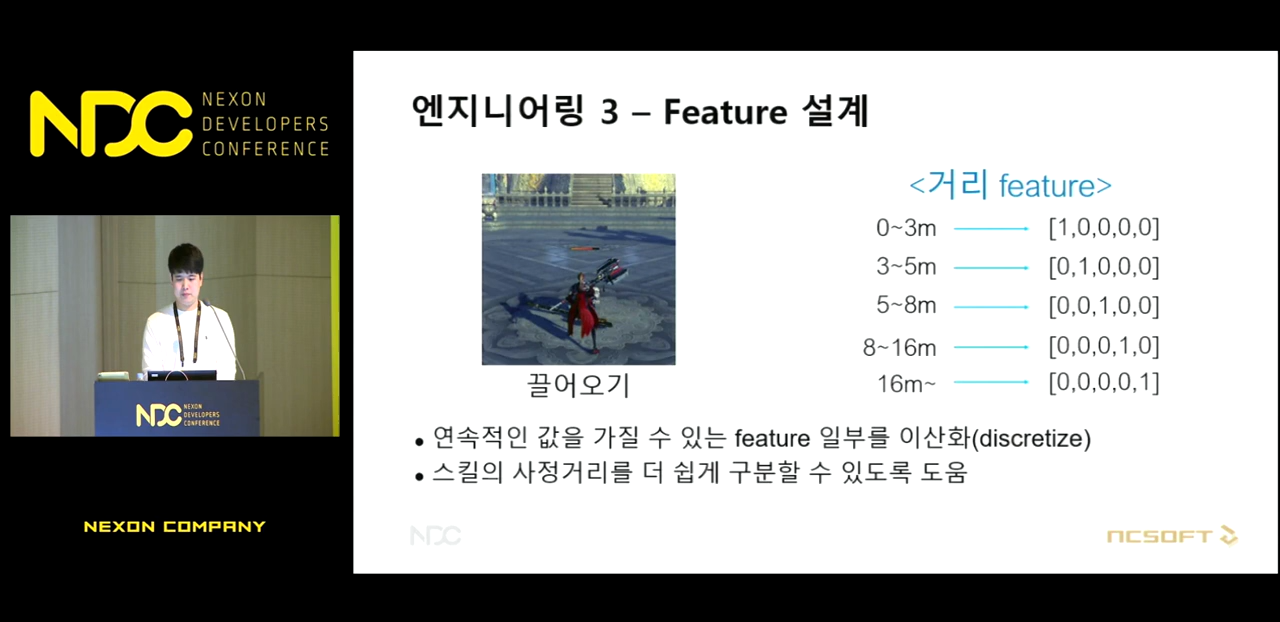 NDC NEXON
DEVELOPERS
CONFERENCE
NDC NEXON
DEVELOPERS
CONFERENCE
NEXON COMPANY
엔지니어링 3 – Feature 설계
끌어오기
<거리 feature>
0~3m [1,0,0,0,0]
3~5m [0,1,0,0,0]
5~8m [0,0,1,0,0]
8~16m [0,0,0,1,0]
16m~ [0,0,0,0,1]
• 연속적인 값을 가질 수 있는 feature 일부를 이산화(discretize)
• 스킬의 사정거리를 더 쉽게 구분할 수 있도록 도움
NDC
NCSOFT